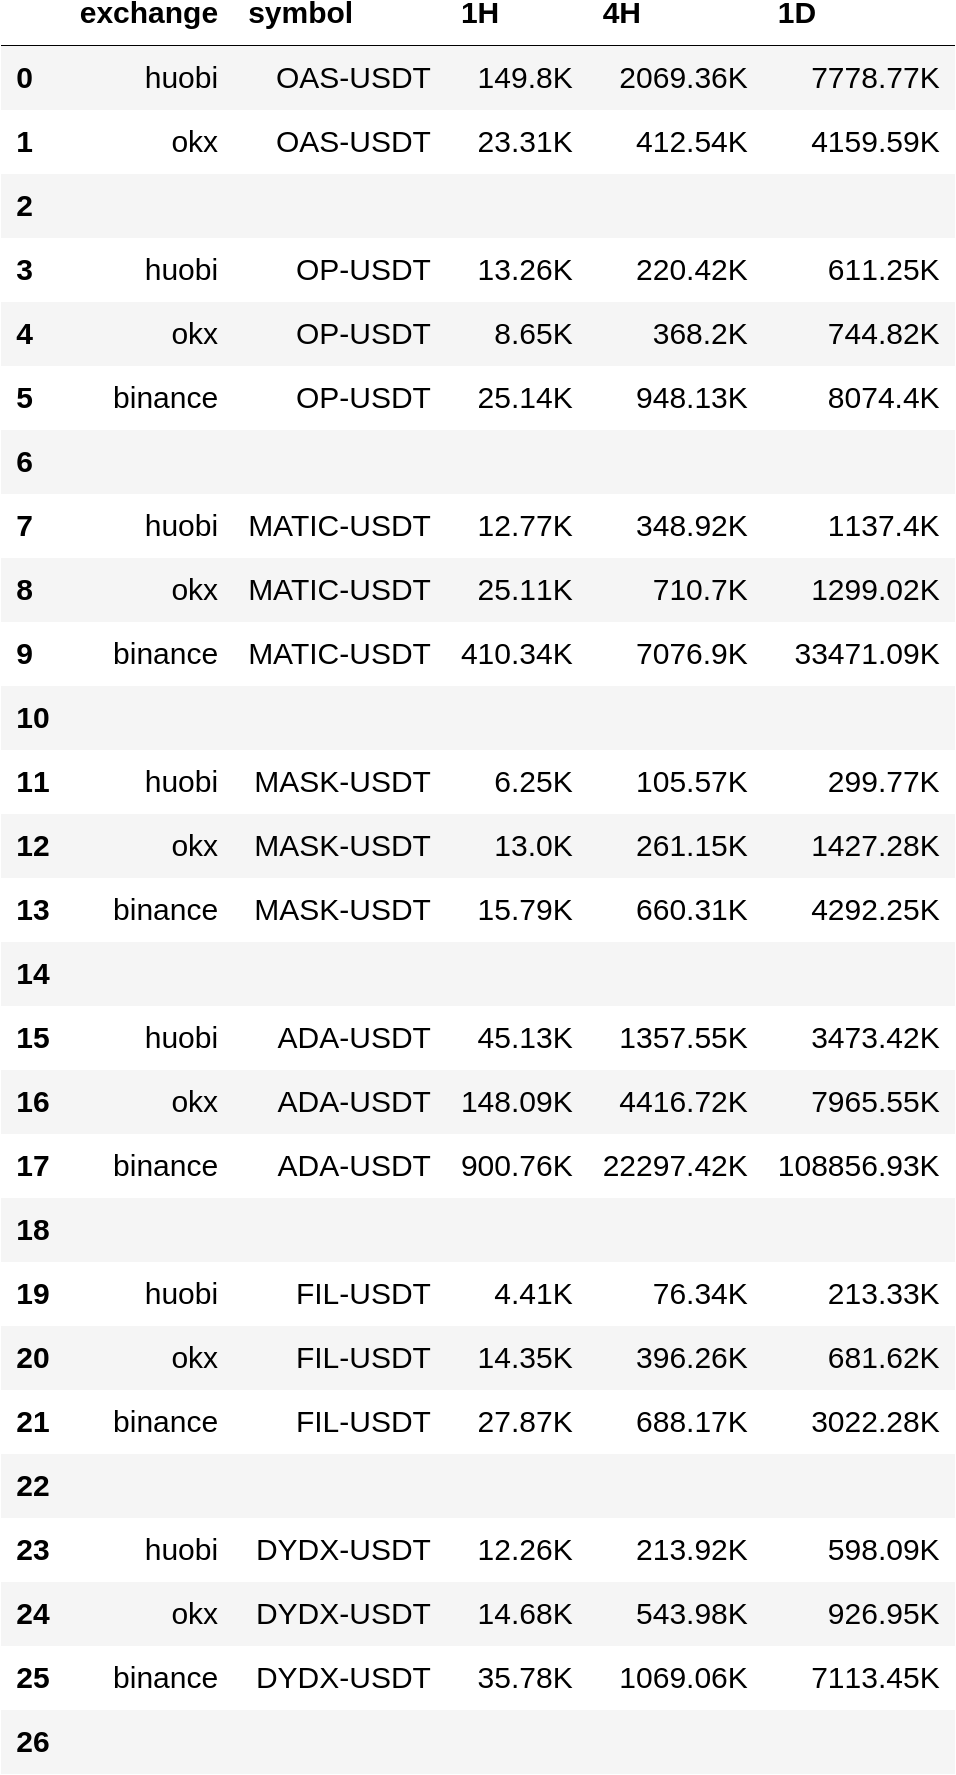 exchange symbol 1H 4H 1D
0 huobi OAS-USDT 149.8K 2069.36K 7778.77K
1 okx OAS-USDT 23.31K 412.54K 4159.59K
2
3 huobi OP-USDT 13.26K 220.42K 611.25K
4 okx OP-USDT 8.65K 368.2K 744.82K
5 binance OP-USDT 25.14K 948.13K 8074.4K
6
7 huobi MATIC-USDT 12.77K 348.92K 1137.4K
8 okx MATIC-USDT 25.11K 710.7K 1299.02K
9 binance MATIC-USDT 410.34K 7076.9K 33471.09K
10
11 huobi MASK-USDT 6.25K 105.57K 299.77K
12 okx MASK-USDT 13.0K 261.15K 1427.28K
13 binance MASK-USDT 15.79K 660.31K 4292.25K
14
15 huobi ADA-USDT 45.13K 1357.55K 3473.42K
16 okx ADA-USDT 148.09K 4416.72K 7965.55K
17 binance ADA-USDT 900.76K 22297.42K 108856.93K
18
19 huobi FIL-USDT 4.41K 76.34K 213.33K
20 okx FIL-USDT 14.35K 396.26K 681.62K
21 binance FIL-USDT 27.87K 688.17K 3022.28K
22
23 huobi DYDX-USDT 12.26K 213.92K 598.09K
24 okx DYDX-USDT 14.68K 543.98K 926.95K
25 binance DYDX-USDT 35.78K 1069.06K 7113.45K
26